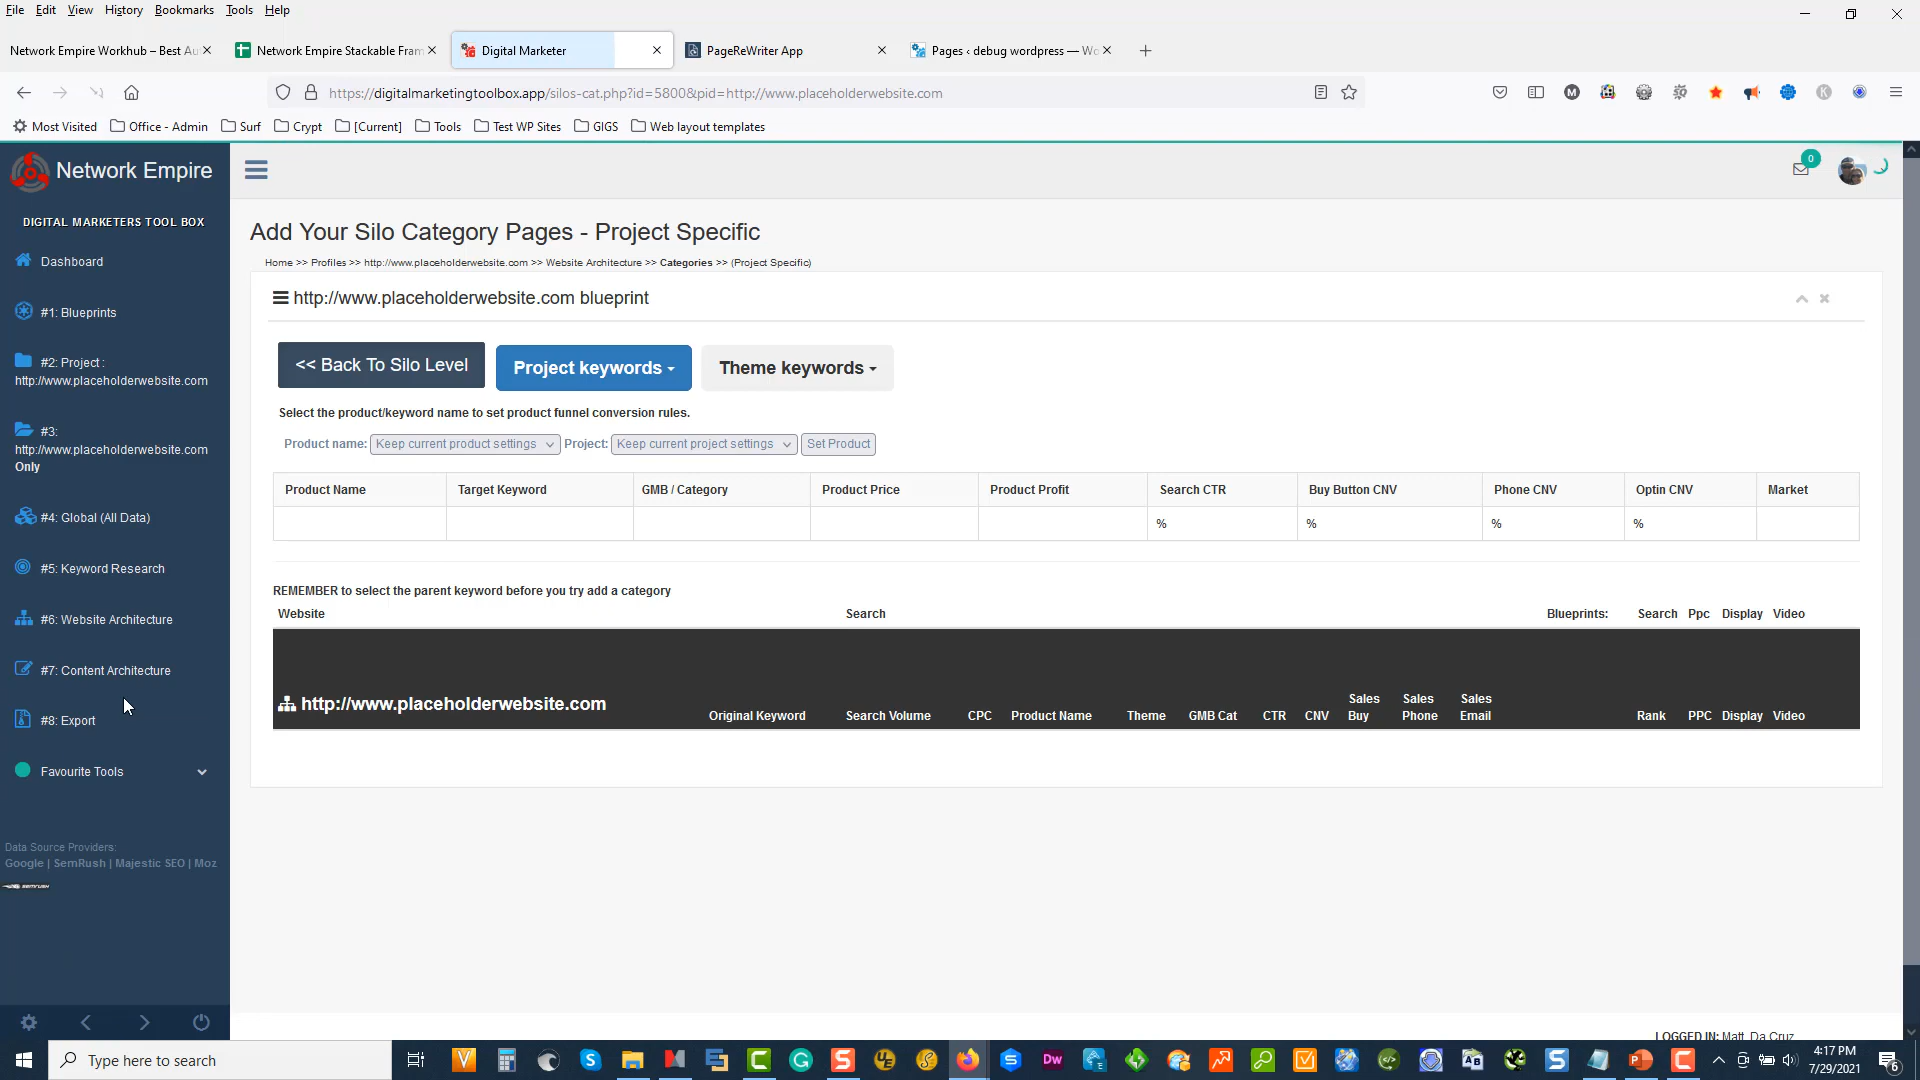 File Edit View History Bookmarks Tools Help
Network Empire Workhub – Best Au
Network Empire Stackable Fram
Digital Marketer
PageReWriter App
Pages ‹ debug wordpress — Wo
https://digitalmarketingtoolbox.app/silos-cat.php?id=5800&pid=http://www.placeholderwebsite.com
Most Visited Office - Admin Surf Crypt [Current] Tools Test WP Sites GIGS Web layout templates
Network Empire
0
DIGITAL MARKETERS TOOL BOX
Dashboard
#1: Blueprints
#2: Project :
http://www.placeholderwebsite.com
#3:
http://www.placeholderwebsite.com
Only
#4: Global (All Data)
#5: Keyword Research
#6: Website Architecture
#7: Content Architecture
#8: Export
Favourite Tools
Data Source Providers:
Google | SemRush | Majestic SEO | Moz
SEMRUSH
Add Your Silo Category Pages - Project Specific
Home >> Profiles >> http://www.placeholderwebsite.com >> Website Architecture >> Categories >> (Project Specific)
http://www.placeholderwebsite.com blueprint
<< Back To Silo Level Project keywords Theme keywords
Select the product/keyword name to set product funnel conversion rules.
Product name: Keep current product settings Project: Keep current project settings Set Product
Product Name Target Keyword GMB / Category Product Price Product Profit Search CTR Buy Button CNV Phone CNV Optin CNV Market
% % % %
REMEMBER to select the parent keyword before you try add a category
Website Search Blueprints: Search Ppc Display Video
http://www.placeholderwebsite.com Original Keyword Search Volume CPC Product Name Theme GMB Cat CTR CNV Sales Buy Sales Phone Sales Email Rank PPC Display Video
LOGGED IN: Matt Da Cruz
Type here to search
4:17 PM
7/29/2021
6